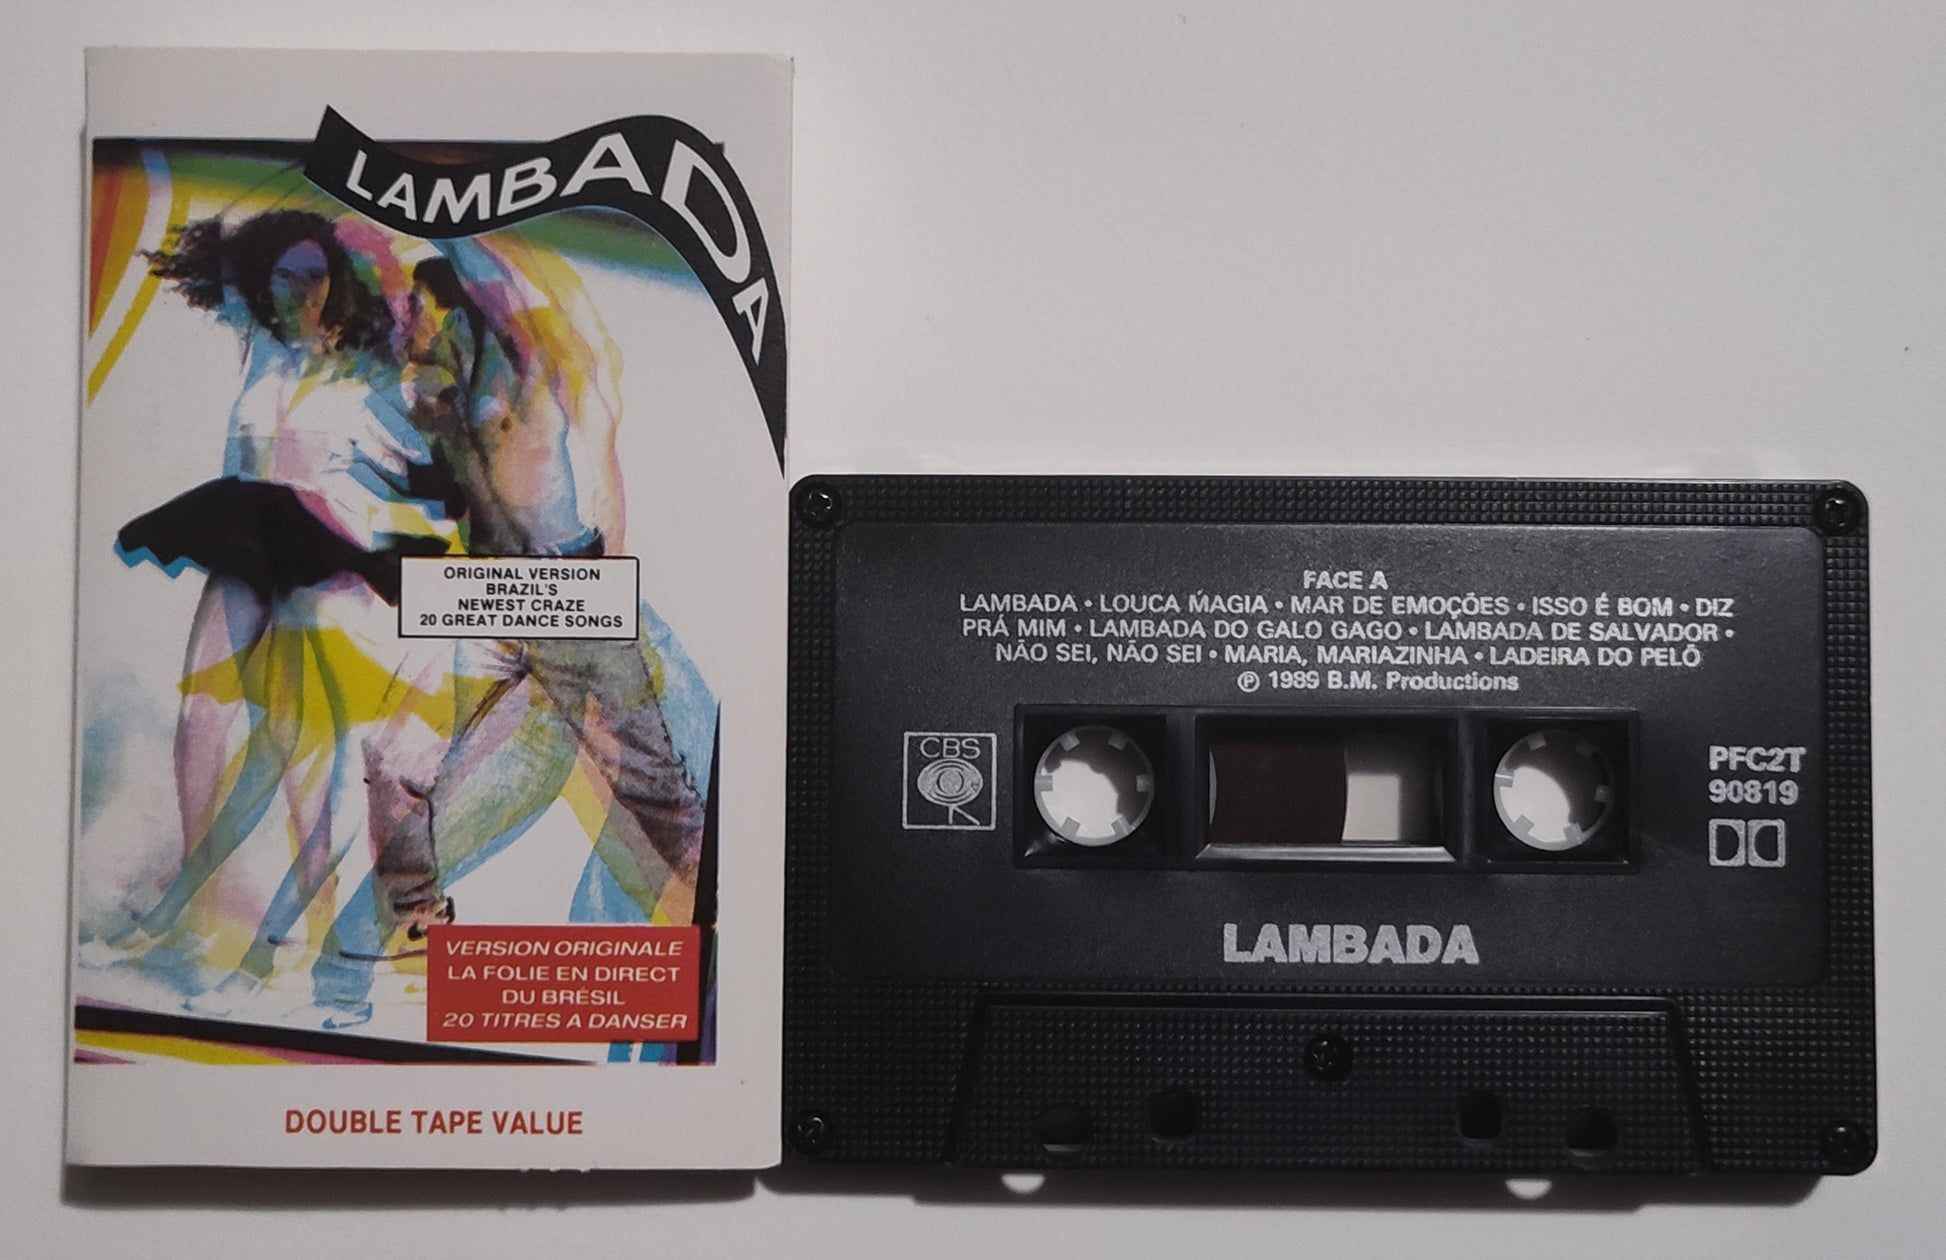 LAMBADA
ORIGINAL VERSION
BRAZIL'S
NEWEST CRAZE
20 GREAT DANCE SONGS
VERSION ORIGINALE
LA FOLIE EN DIRECT
DU BRÉSIL
20 TITRES A DANSER
DOUBLE TAPE VALUE
FACE A
LAMBADA • LOUCA MAGIA • MAR DE EMOÇÕES • ISSO É BOM • DIZ
PRÁ MIM • LAMBADA DO GALO GAGO • LAMBADA DE SALVADOR •
NÃO SEI, NÃO SEI • MARIA, MARIAZINHA • LADEIRA DO PELÔ
℗ 1989 B.M. Productions
CBS
PFC2T
90819
LAMBADA